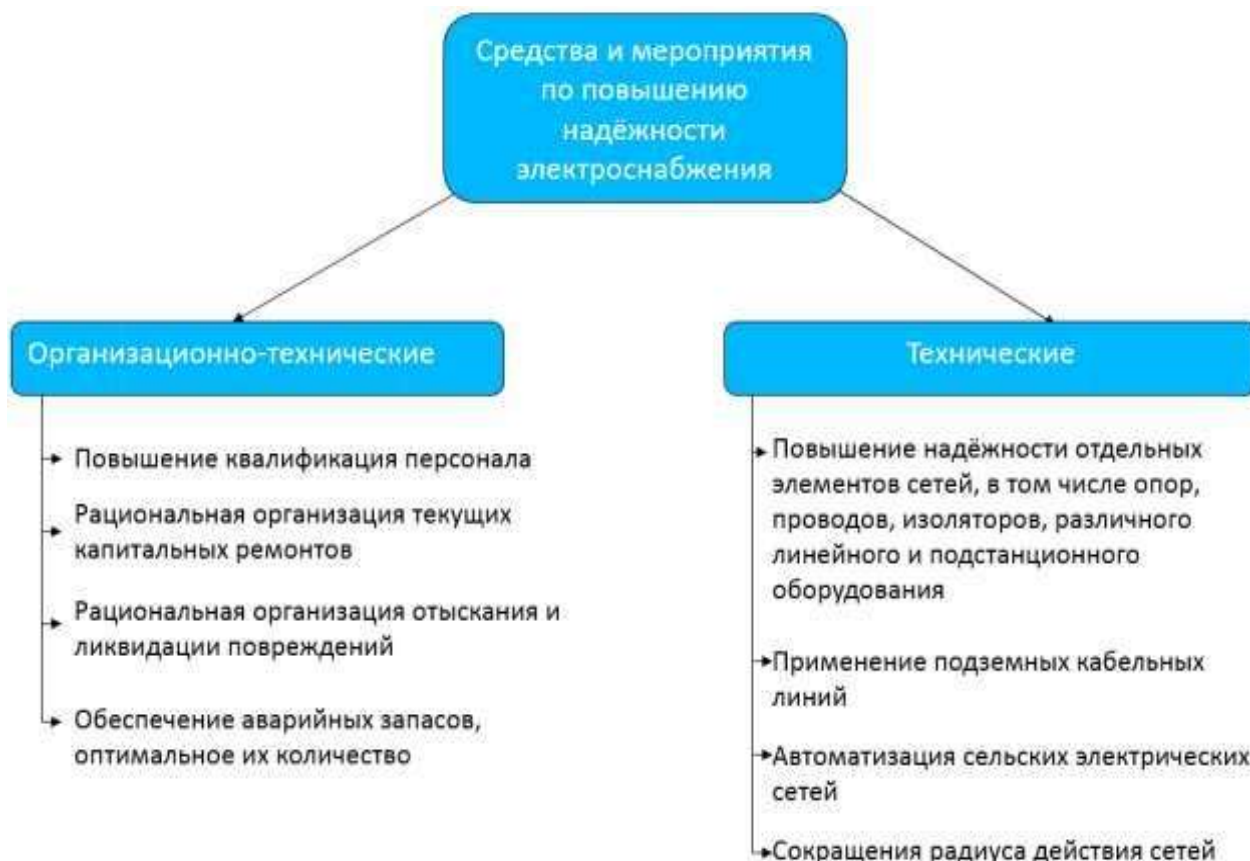 Средства и мероприятия
по повышению
надёжности
электроснабжения
Организационно-технические
Повышение квалификация персонала
Рациональная организация текущих
капитальных ремонтов
Рациональная организация отыскания и
ликвидации повреждений
Обеспечение аварийных запасов,
оптимальное их количество
Технические
Повышение надёжности отдельных
элементов сетей, в том числе опор,
проводов, изоляторов, различного
линейного и подстанционного
оборудования
Применение подземных кабельных
линий
Автоматизация сельских электрических
сетей
Сокращения радиуса действия сетей